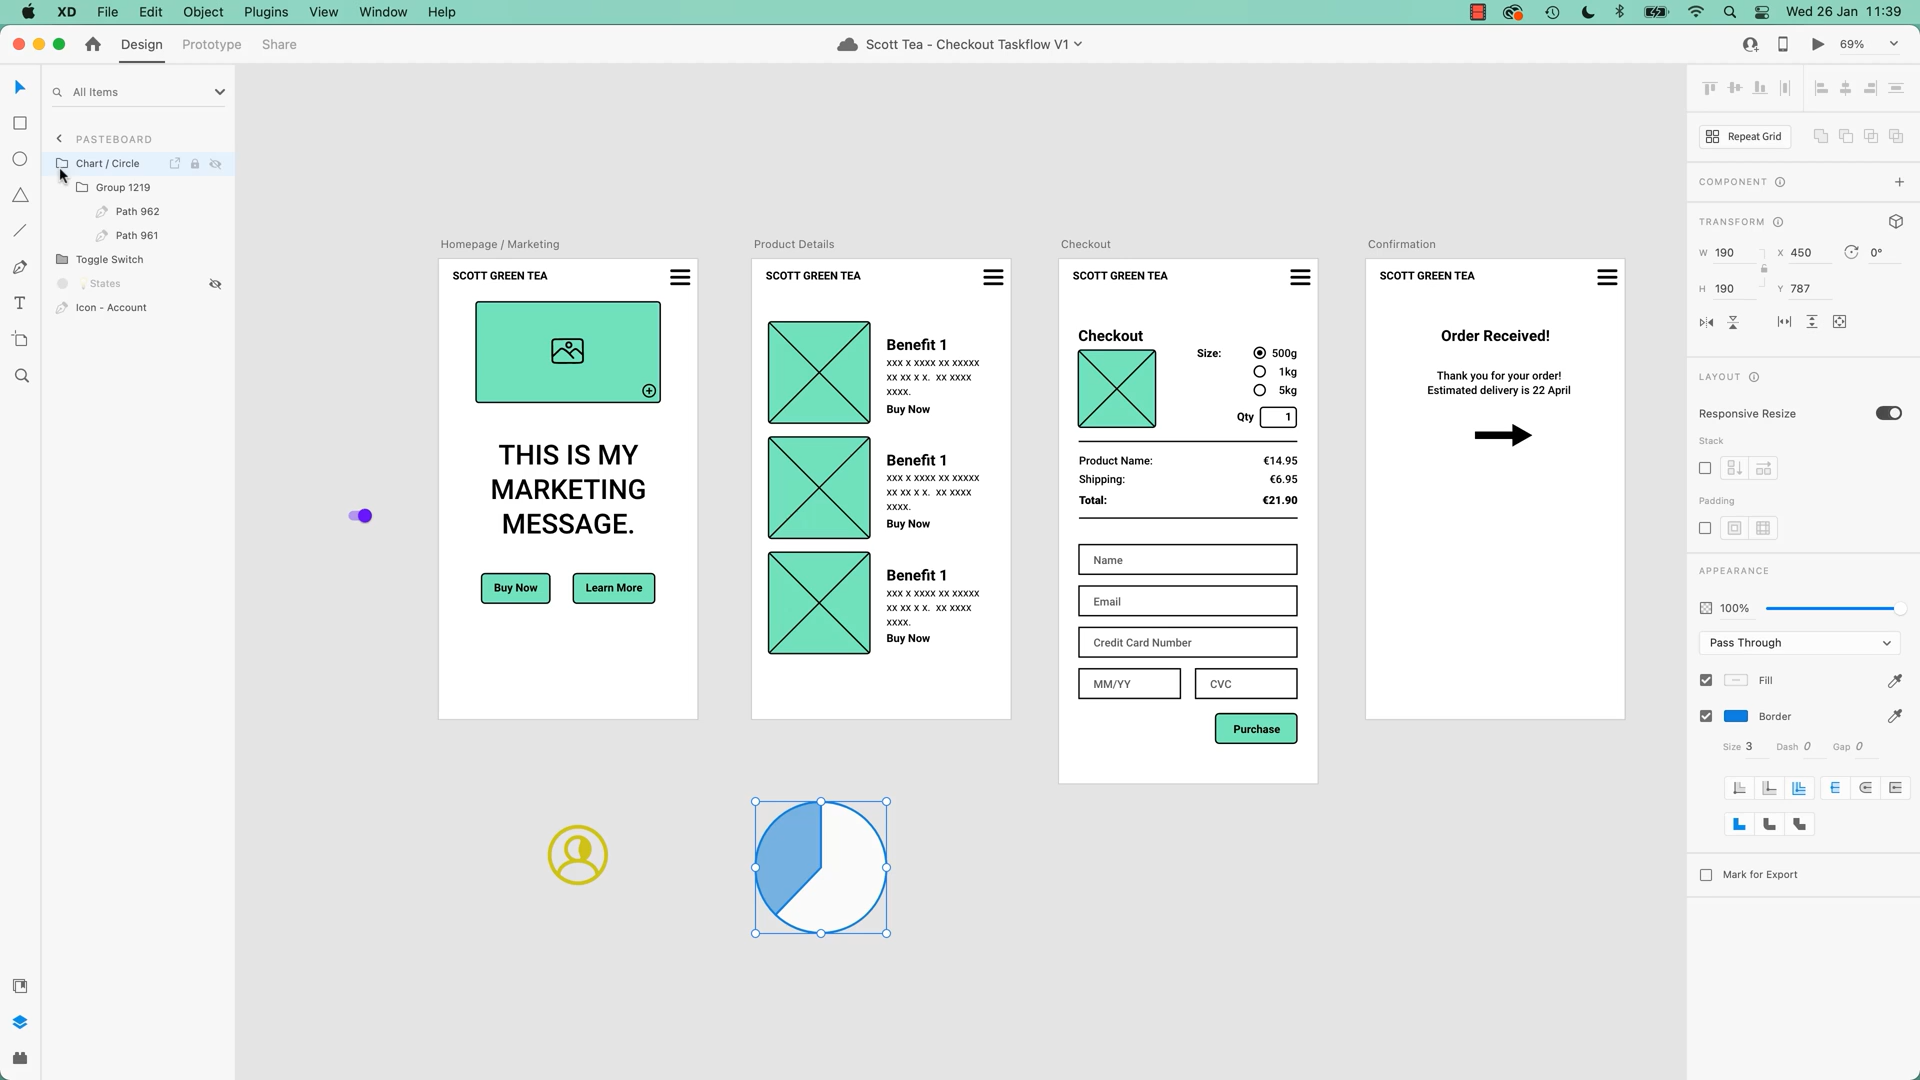 XD File Edit Object Plugins View Window Help
Wed 26 Jan 11:39
Design Prototype Share
Scott Tea - Checkout Taskflow V1
69%
All Items
PASTEBOARD
Chart / Circle
Group 1219
Path 962
Path 961
Toggle Switch
States
Icon - Account
Homepage / Marketing
SCOTT GREEN TEA
THIS IS MY
MARKETING
MESSAGE.
Buy Now
Learn More
Product Details
SCOTT GREEN TEA
Benefit 1
xxx x xxxx xx xxxxx
xx xx x x. xx xxxx
xxxx.
Buy Now
Benefit 1
xxx x xxxx xx xxxxx
xx xx x x. xx xxxx
xxxx.
Buy Now
Benefit 1
xxx x xxxx xx xxxxx
xx xx x x. xx xxxx
xxxx.
Buy Now
Checkout
SCOTT GREEN TEA
Checkout
Size: 500g
1kg
5kg
Qty 1
Product Name: €14.95
Shipping: €6.95
Total: €21.90
Name
Email
Credit Card Number
MM/YY
CVC
Purchase
Confirmation
SCOTT GREEN TEA
Order Received!
Thank you for your order!
Estimated delivery is 22 April
Repeat Grid
COMPONENT
TRANSFORM
W 190 X 450 0°
H 190 Y 787
LAYOUT
Responsive Resize
Stack
Padding
APPEARANCE
100%
Pass Through
Fill
Border
Size 3 Dash 0 Gap 0
Mark for Export